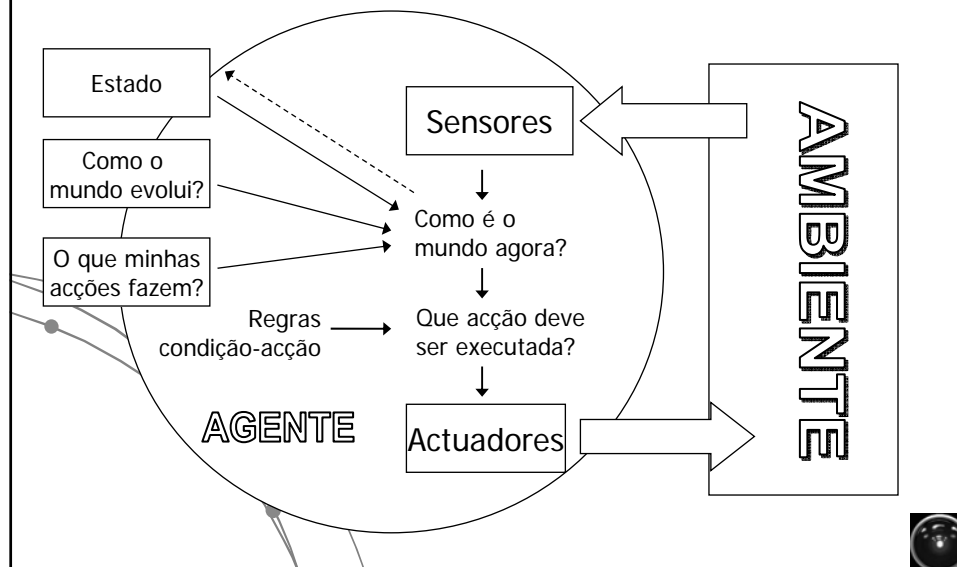 Estado
Sensores
Como o
mundo evolui?
Como é o
mundo agora?
O que minhas
acções fazem?
Regras
condição-acção
Que acção deve
ser executada?
AGENTE
Actuadores
AMBIENTE